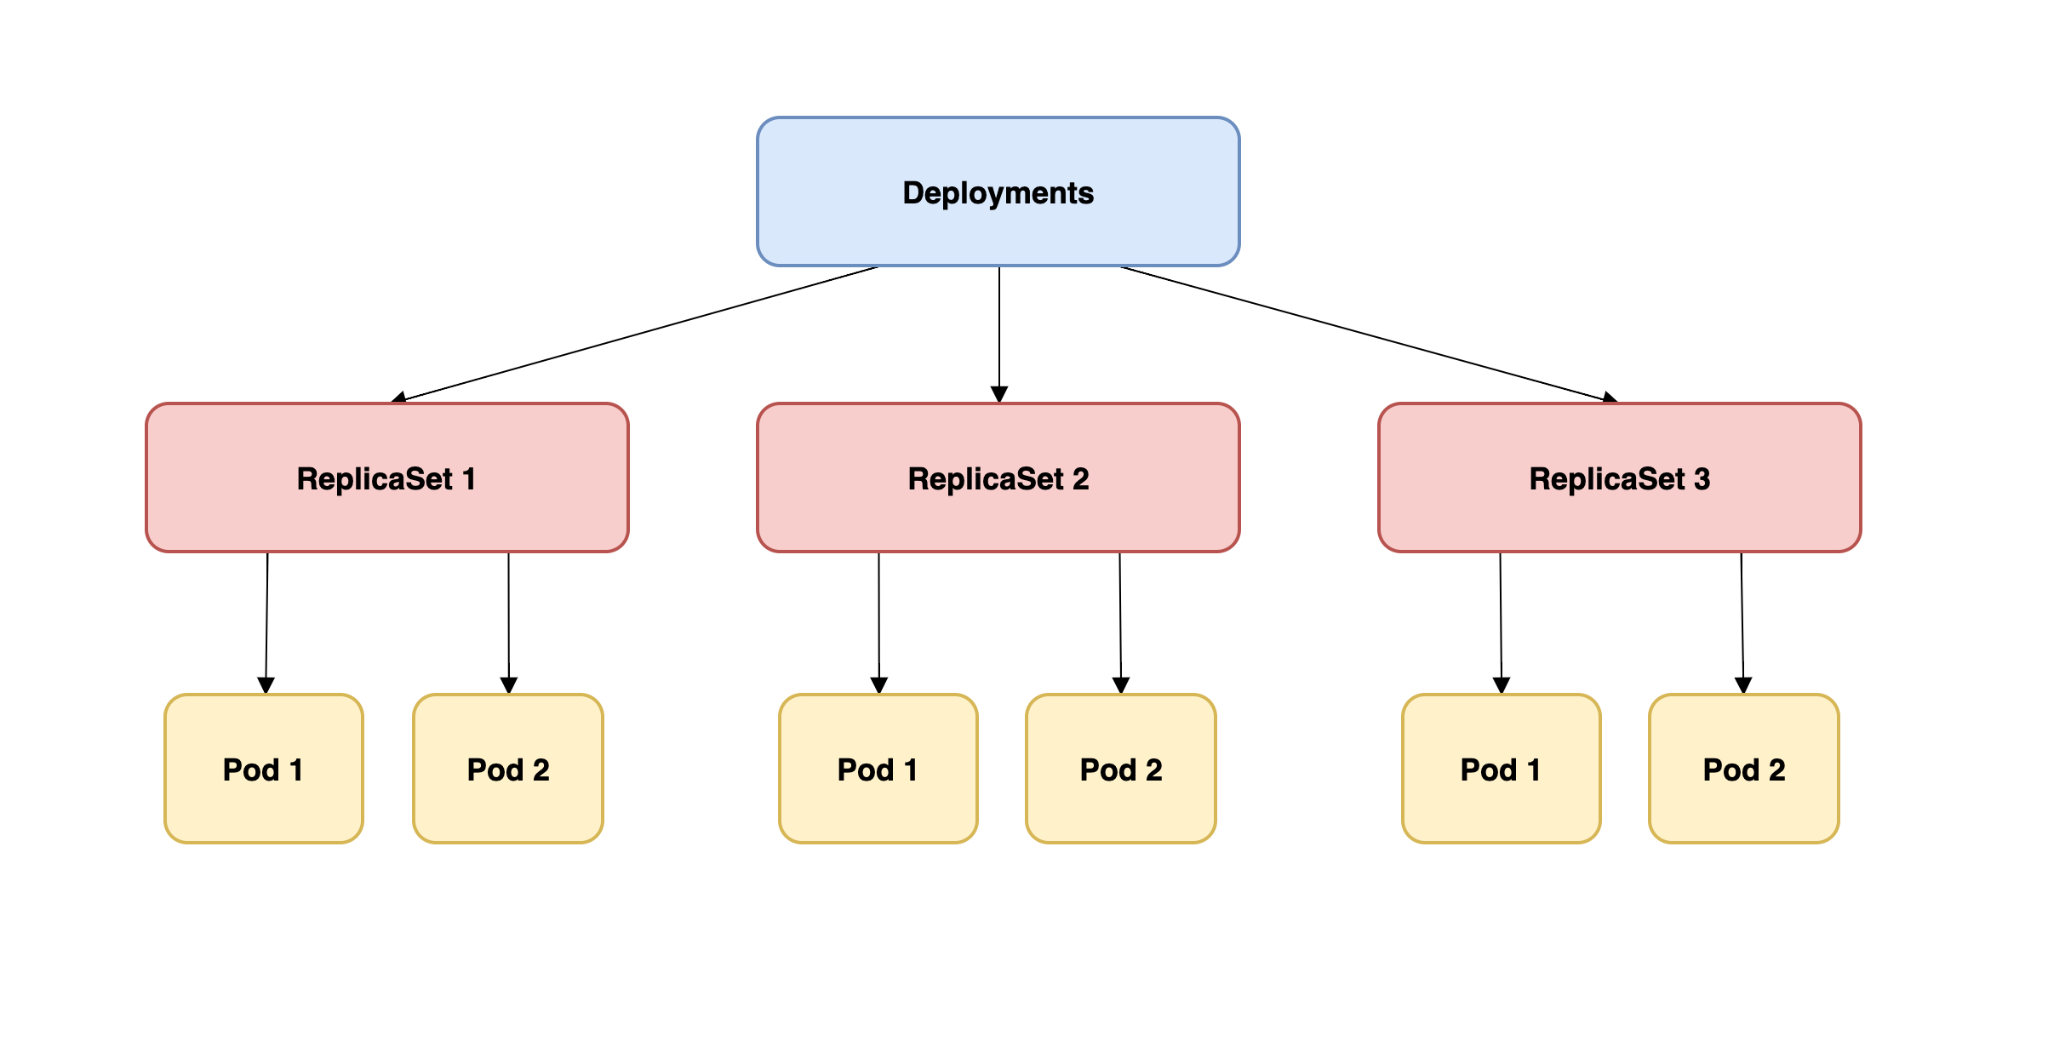 Deployments
ReplicaSet 1
ReplicaSet 2
ReplicaSet 3
Pod 1
Pod 2
Pod 1
Pod 2
Pod 1
Pod 2